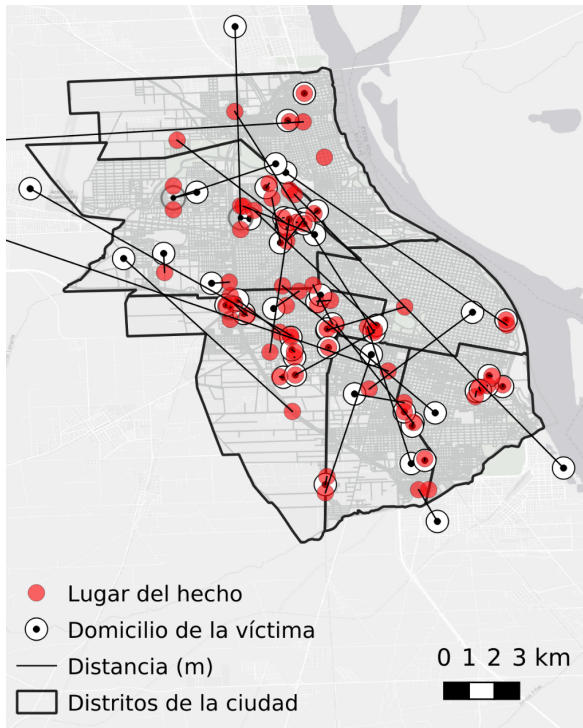 Lugar del hecho
Domicilio de la víctima
Distancia (m)
Distritos de la ciudad
0 1 2 3 km